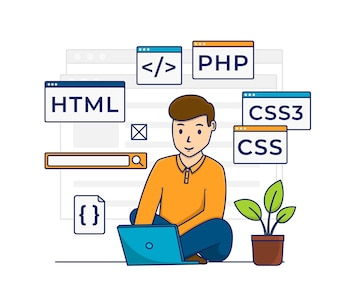 </>
PHP
HTML
CSS3
CSS
{}